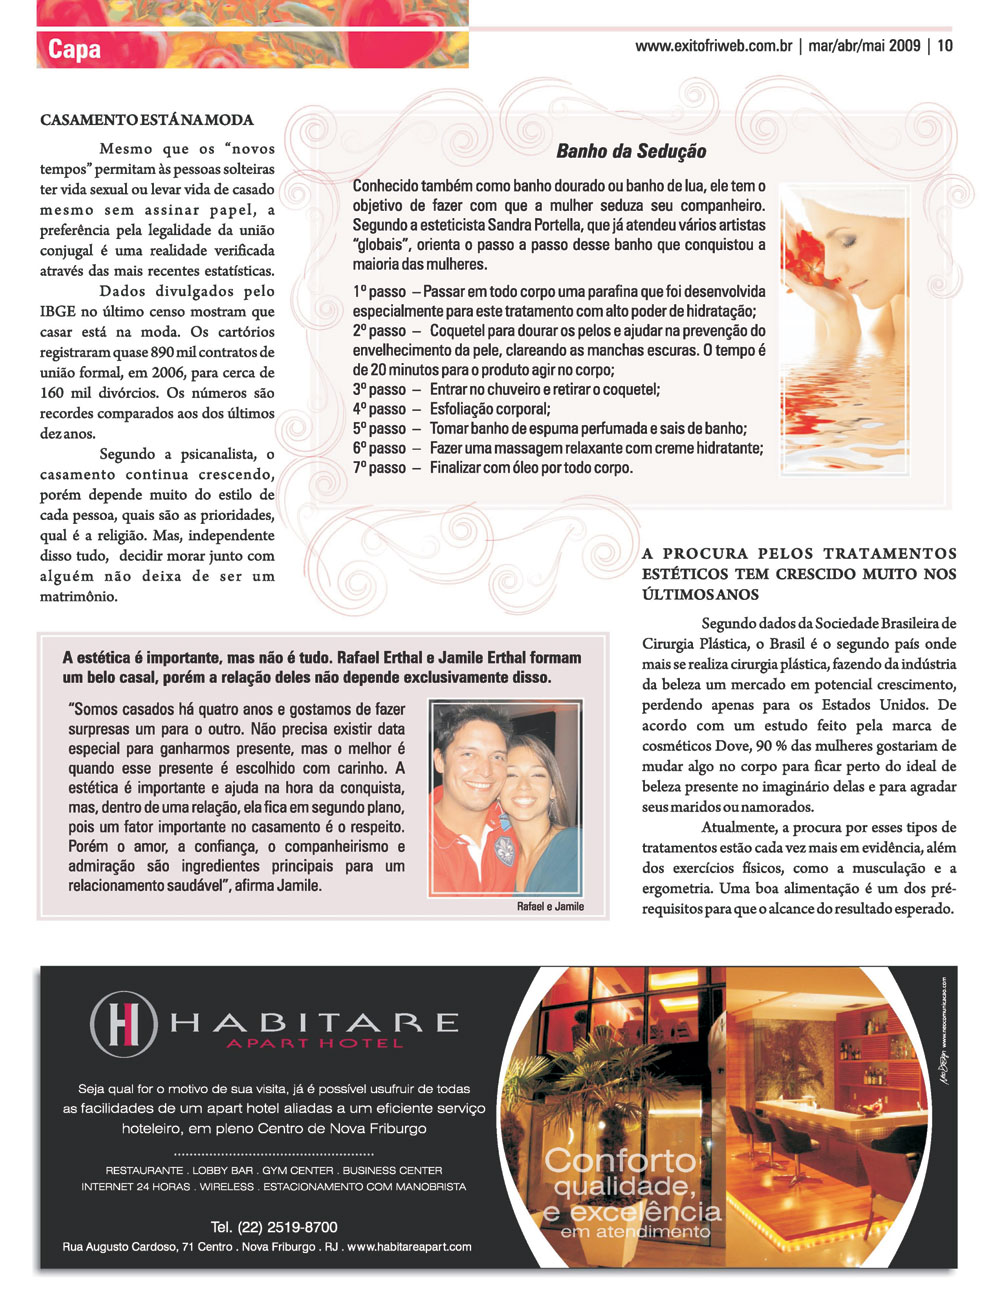 Capa
www.exitofriweb.com.br | mar/abr/mai 2009 | 10
CASAMENTO ESTÁ NA MODA
Mesmo que os “novos
tempos” permitam às pessoas solteiras
ter vida sexual ou levar vida de casado
mesmo sem assinar papel, a
preferência pela legalidade da união
conjugal é uma realidade verificada
através das mais recentes estatísticas.
Dados divulgados pelo
IBGE no último censo mostram que
casar está na moda. Os cartórios
registraram quase 890 mil contratos de
união formal, em 2006, para cerca de
160 mil divórcios. Os números são
recordes comparados aos dos últimos
dez anos.
Segundo a psicanalista, o
casamento continua crescendo,
porém depende muito do estilo de
cada pessoa, quais são as prioridades,
qual é a religião. Mas, independente
disso tudo, decidir morar junto com
alguém não deixa de ser um
matrimônio.
Banho da Sedução
Conhecido também como banho dourado ou banho de lua, ele tem o
objetivo de fazer com que a mulher seduza seu companheiro.
Segundo a esteticista Sandra Portella, que já atendeu vários artistas
“globais”, orienta o passo a passo desse banho que conquistou a
maioria das mulheres.
1º passo – Passar em todo corpo uma parafina que foi desenvolvida
especialmente para este tratamento com alto poder de hidratação;
2º passo – Coquetel para dourar os pelos e ajudar na prevenção do
envelhecimento da pele, clareando as manchas escuras. O tempo é
de 20 minutos para o produto agir no corpo;
3º passo – Entrar no chuveiro e retirar o coquetel;
4º passo – Esfoliação corporal;
5º passo – Tomar banho de espuma perfumada e sais de banho;
6º passo – Fazer uma massagem relaxante com creme hidratante;
7º passo – Finalizar com óleo por todo corpo.
A PROCURA PELOS TRATAMENTOS
ESTÉTICOS TEM CRESCIDO MUITO NOS
ÚLTIMOS ANOS
Segundo dados da Sociedade Brasileira de
Cirurgia Plástica, o Brasil é o segundo país onde
mais se realiza cirurgia plástica, fazendo da indústria
da beleza um mercado em potencial crescimento,
perdendo apenas para os Estados Unidos. De
acordo com um estudo feito pela marca de
cosméticos Dove, 90 % das mulheres gostariam de
mudar algo no corpo para ficar perto do ideal de
beleza presente no imaginário delas e para agradar
seus maridos ou namorados.
Atualmente, a procura por esses tipos de
tratamentos estão cada vez mais em evidência, além
dos exercícios físicos, como a musculação e a
ergometria. Uma boa alimentação é um dos pré-
requisitos para que o alcance do resultado esperado.
A estética é importante, mas não é tudo. Rafael Erthal e Jamile Erthal formam
um belo casal, porém a relação deles não depende exclusivamente disso.
“Somos casados há quatro anos e gostamos de fazer
surpresas um para o outro. Não precisa existir data
especial para ganharmos presente, mas o melhor é
quando esse presente é escolhido com carinho. A
estética é importante e ajuda na hora da conquista,
mas, dentro de uma relação, ela fica em segundo plano,
pois um fator importante no casamento é o respeito.
Porém o amor, a confiança, o companheirismo e
admiração são ingredientes principais para um
relacionamento saudável”, afirma Jamile.
Rafael e Jamile
H HABITARE
APART HOTEL
Seja qual for o motivo de sua visita, já é possível usufruir de todas
as facilidades de um apart hotel aliadas a um eficiente serviço
hoteleiro, em pleno Centro de Nova Friburgo
RESTAURANTE . LOBBY BAR . GYM CENTER . BUSINESS CENTER
INTERNET 24 HORAS . WIRELESS . ESTACIONAMENTO COM MANOBRISTA
Tel. (22) 2519-8700
Rua Augusto Cardoso, 71 Centro . Nova Friburgo . RJ . www.habitareapart.com
Conforto
qualidade,
e excelência
em atendimento
www.neocomunicacao.com